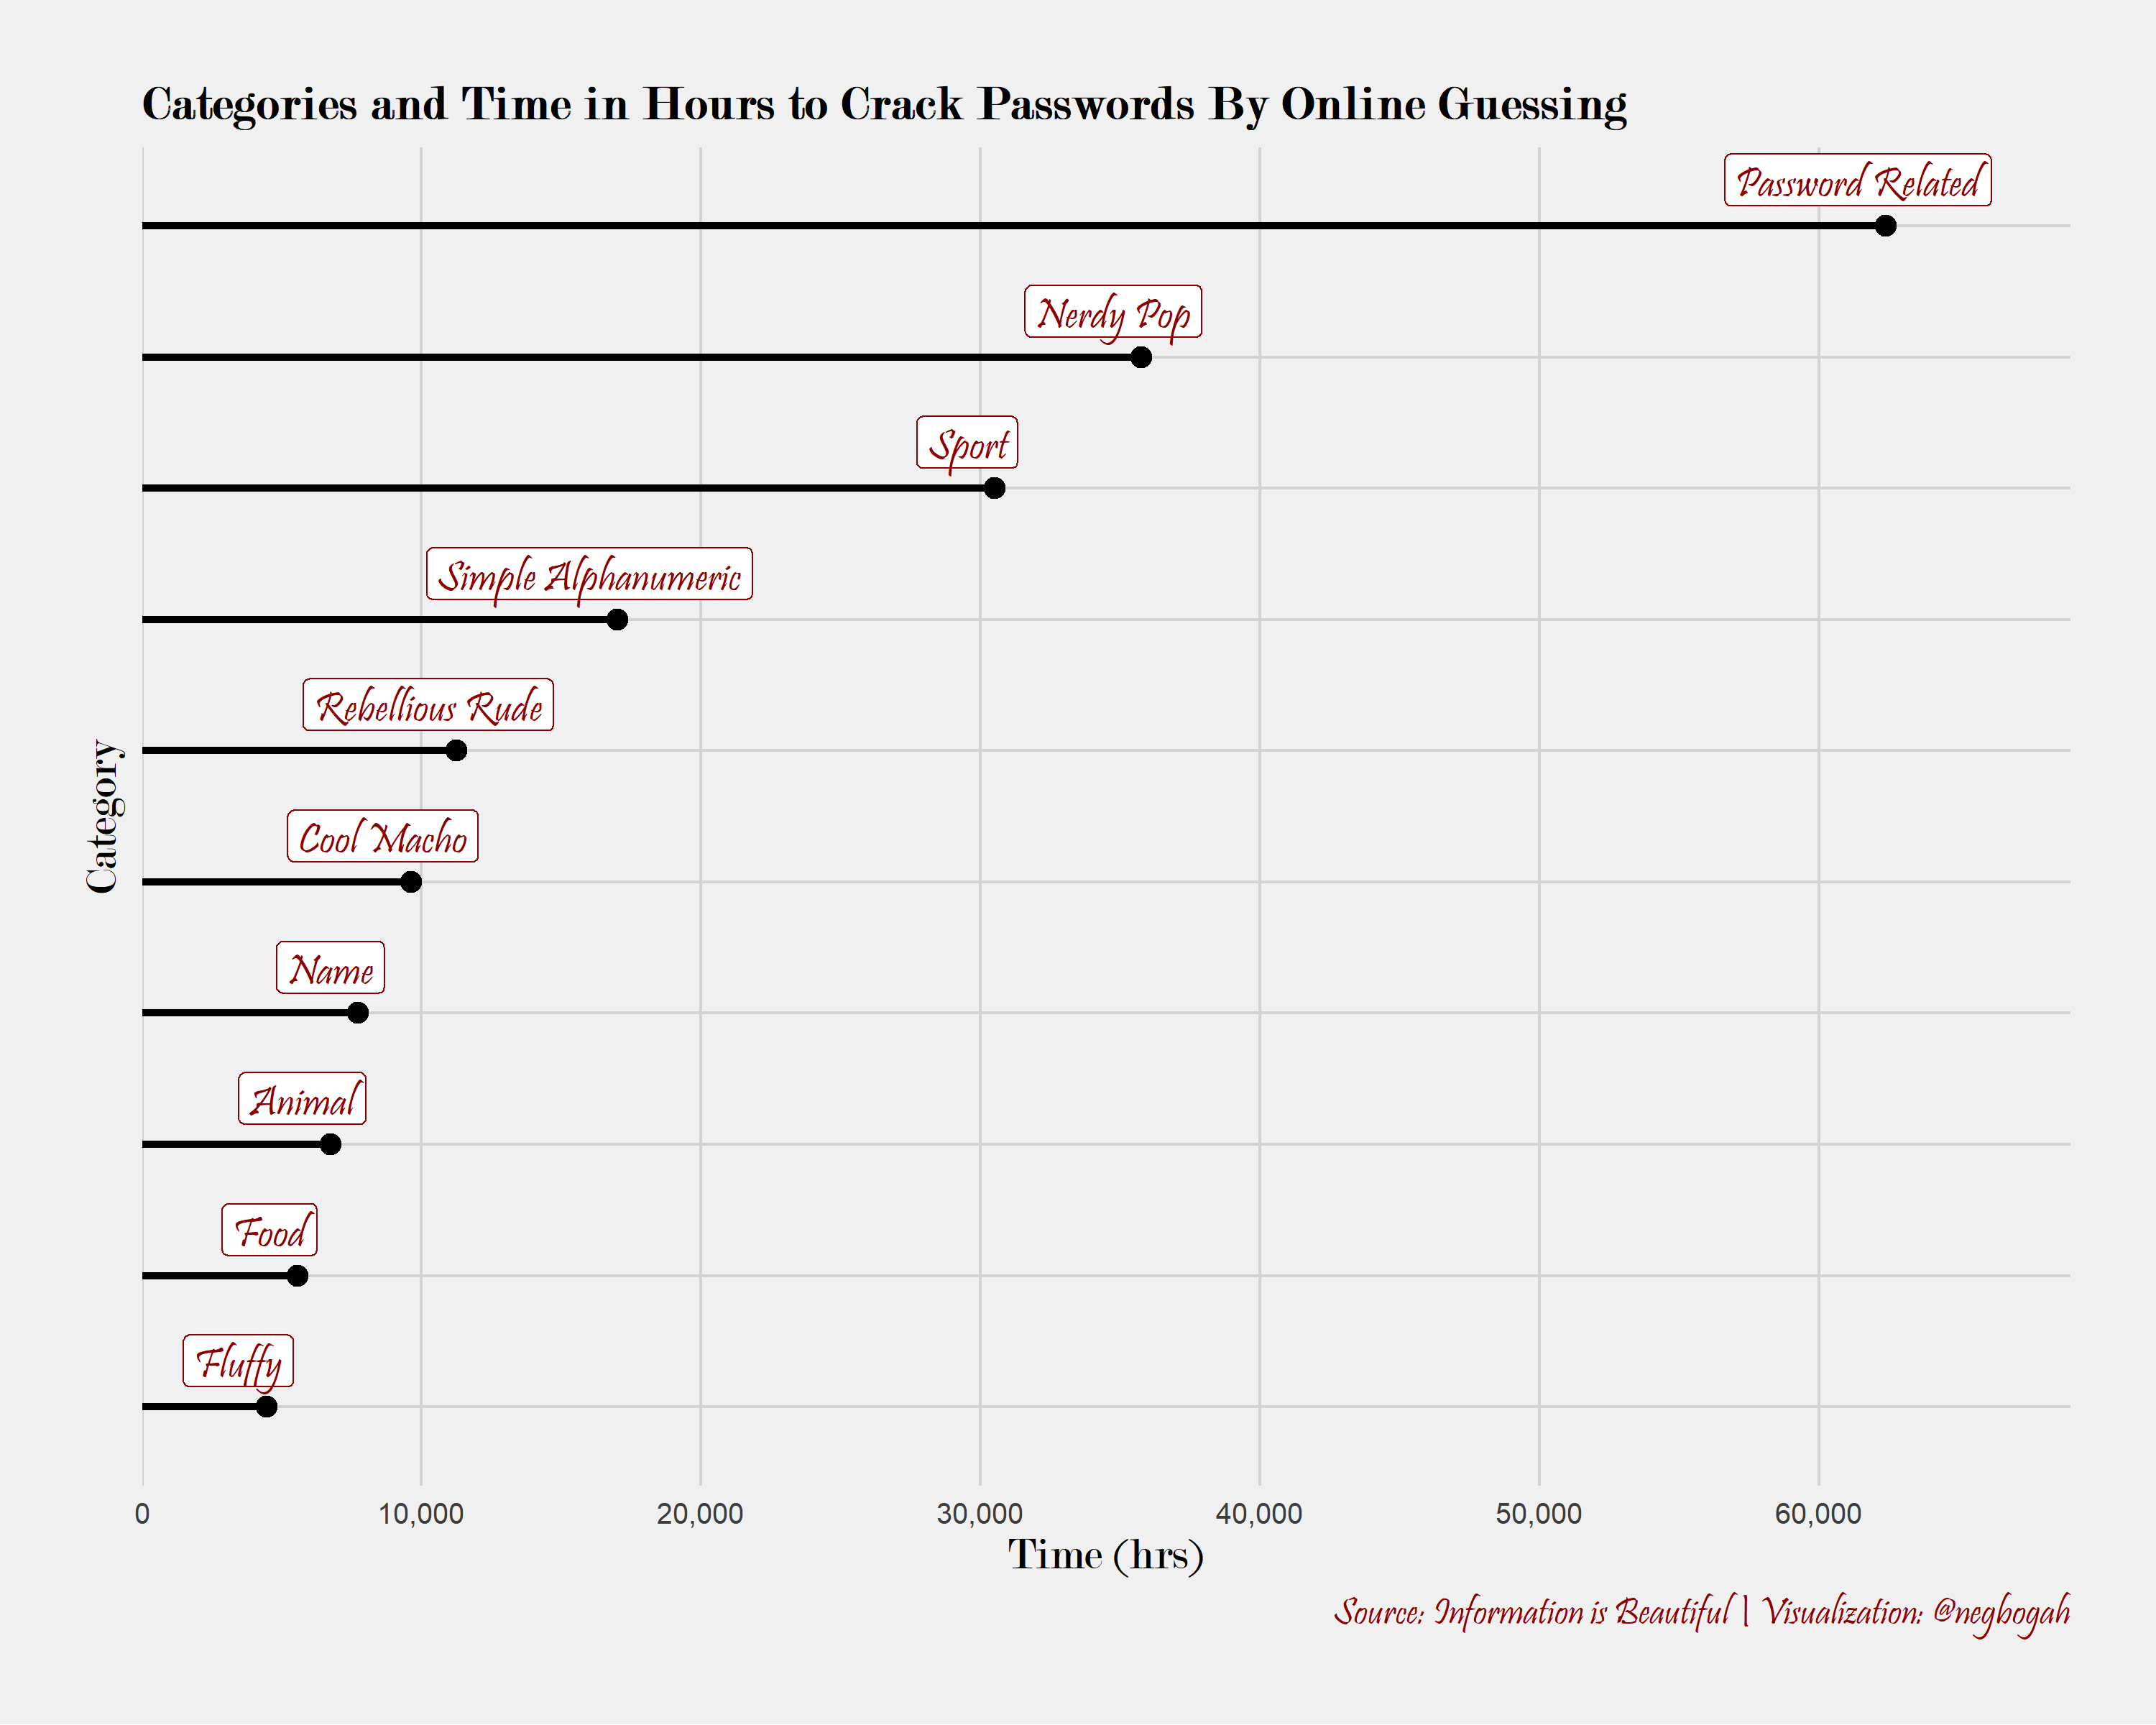 Categories and Time in Hours to Crack Passwords By Online Guessing
Password Related
Nerdy Pop
Sport
Simple Alphanumeric
Rebellious Rude
Cool Macho
Name
Animal
Food
Fluffy
Category
0 10,000 20,000 30,000 40,000 50,000 60,000
Time (hrs)
Source: Information is Beautiful | Visualization: @negbogah